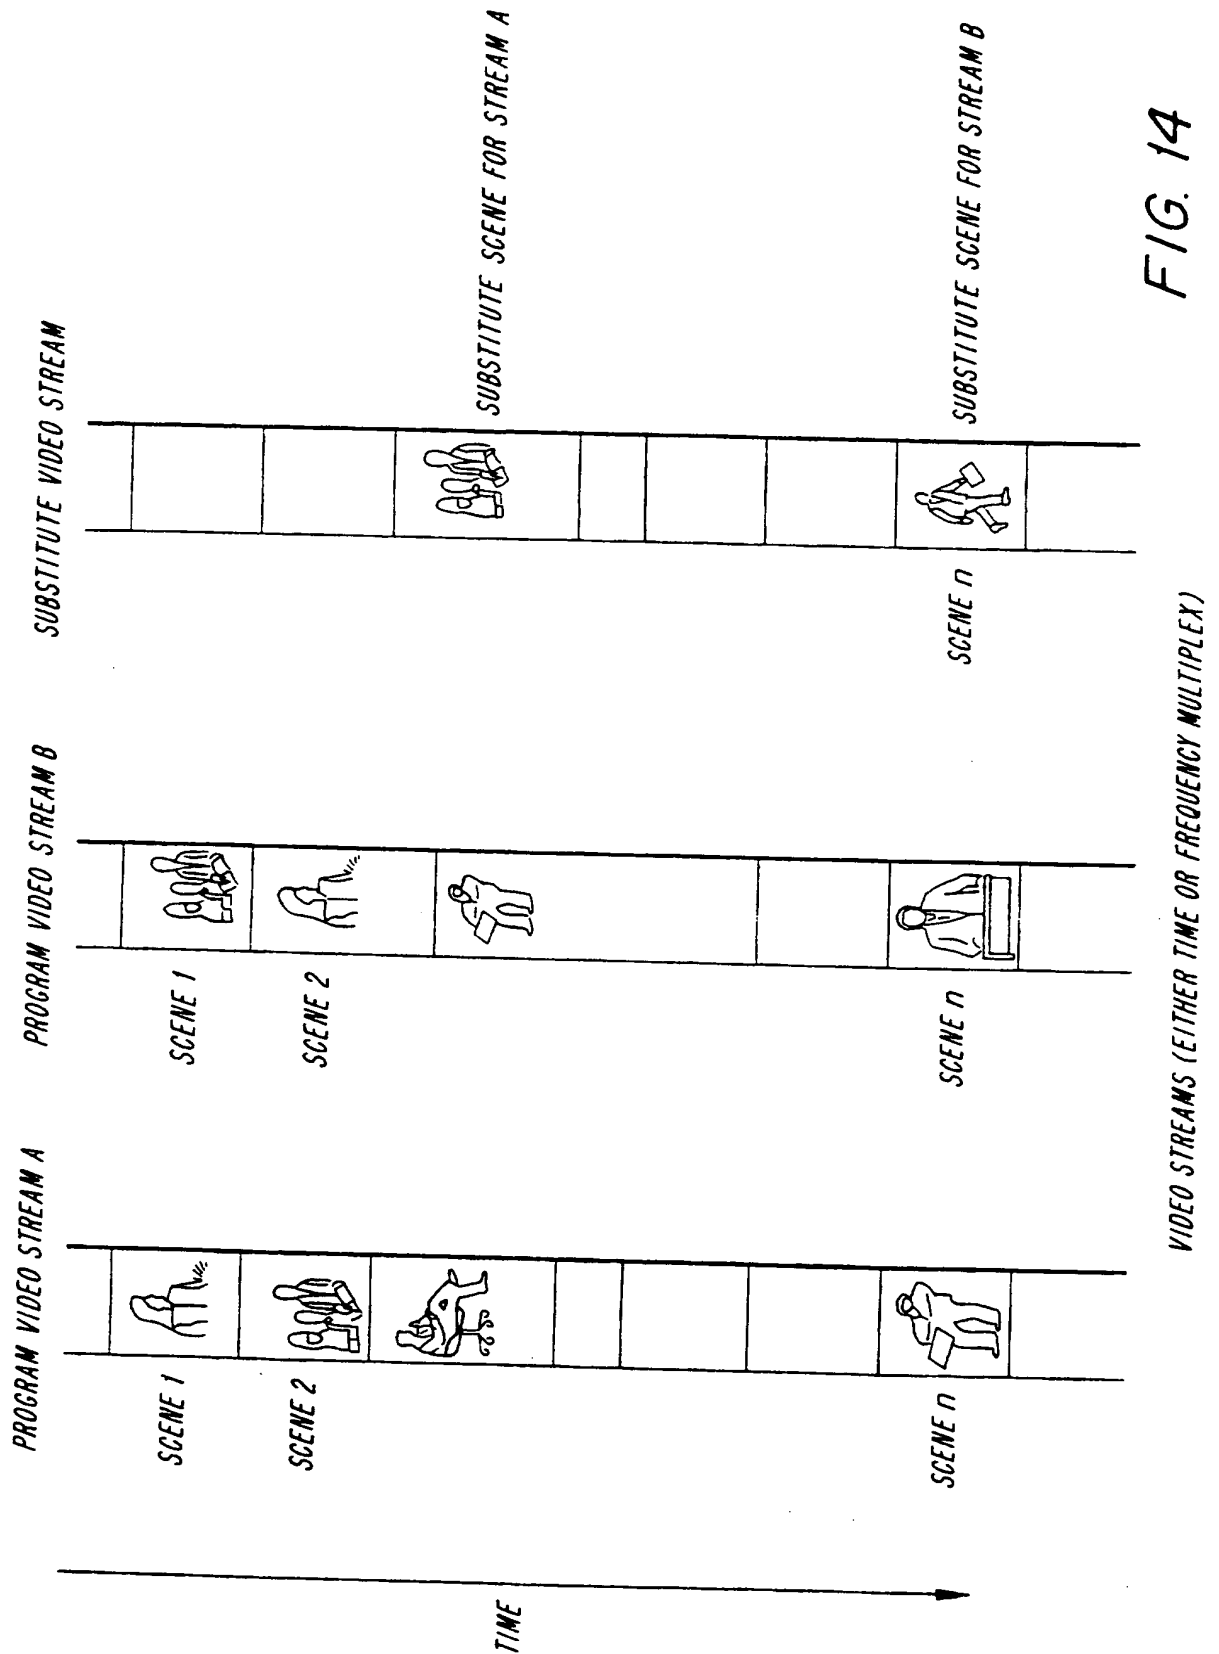 PROGRAM VIDEO STREAM A
PROGRAM VIDEO STREAM B
SUBSTITUTE VIDEO STREAM
SCENE 1
SCENE 1
SCENE 2
SCENE 2
SUBSTITUTE SCENE FOR STREAM A
TIME
SCENE n
SCENE n
SCENE n
SUBSTITUTE SCENE FOR STREAM B
VIDEO STREAMS (EITHER TIME OR FREQUENCY MULTIPLEX)
FIG. 14